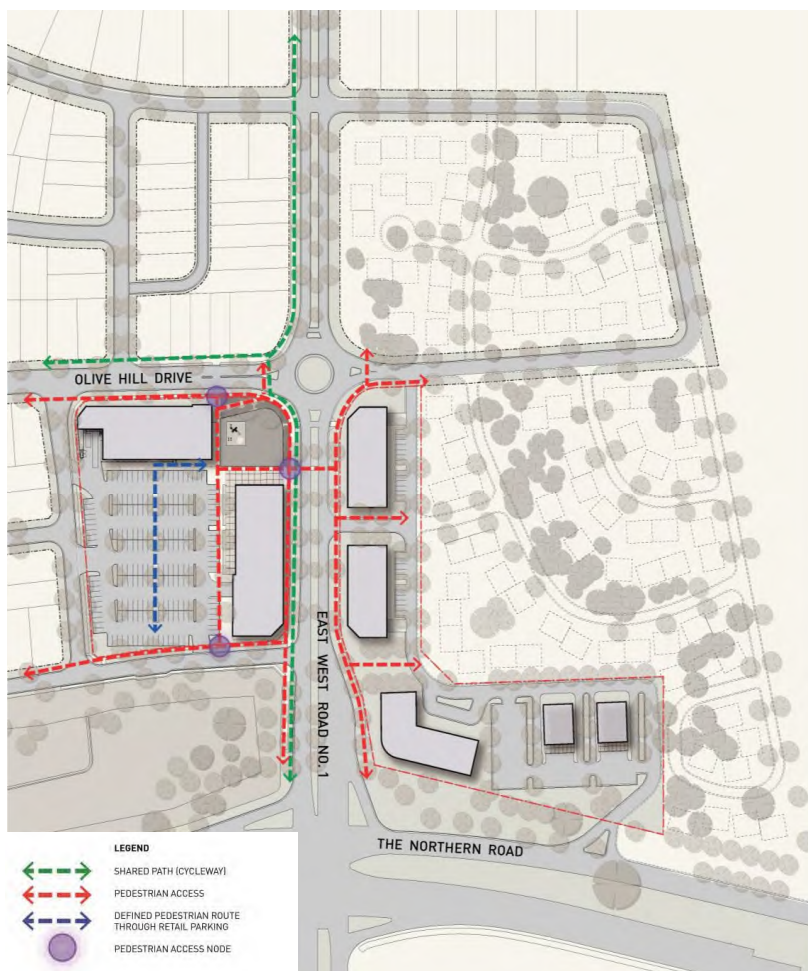 OLIVE HILL DRIVE
EAST WEST ROAD NO. 1
THE NORTHERN ROAD
LEGEND
SHARED PATH (CYCLEWAY)
PEDESTRIAN ACCESS
DEFINED PEDESTRIAN ROUTE
THROUGH RETAIL PARKING
PEDESTRIAN ACCESS NODE